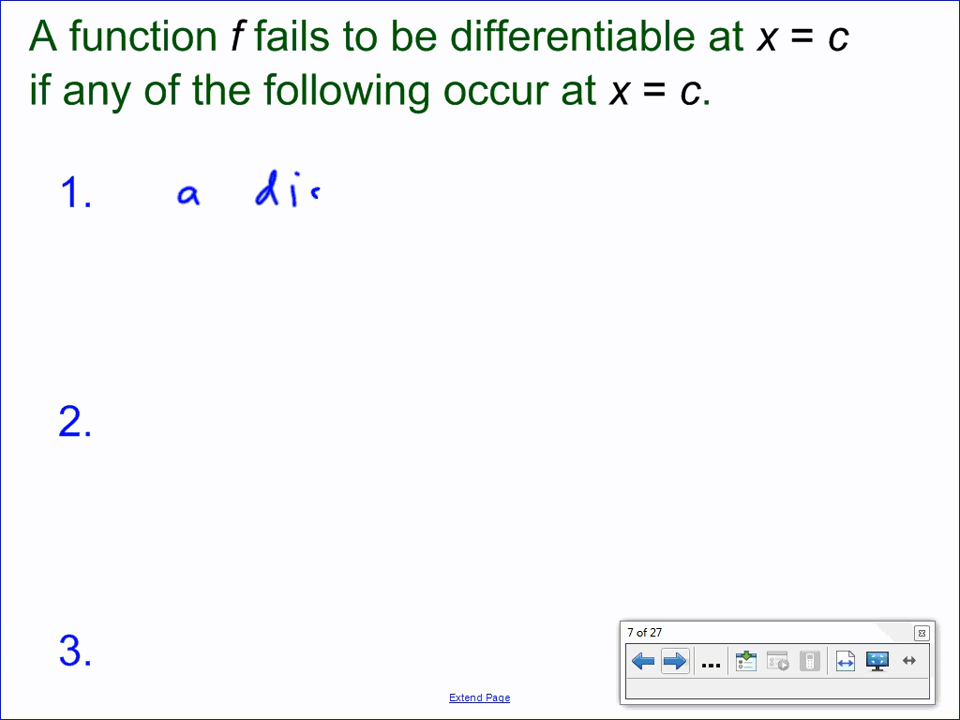 A function f fails to be differentiable at x = c
if any of the following occur at x = c.
1. a dis
2.
3.
7 of 27
...
Extend Page